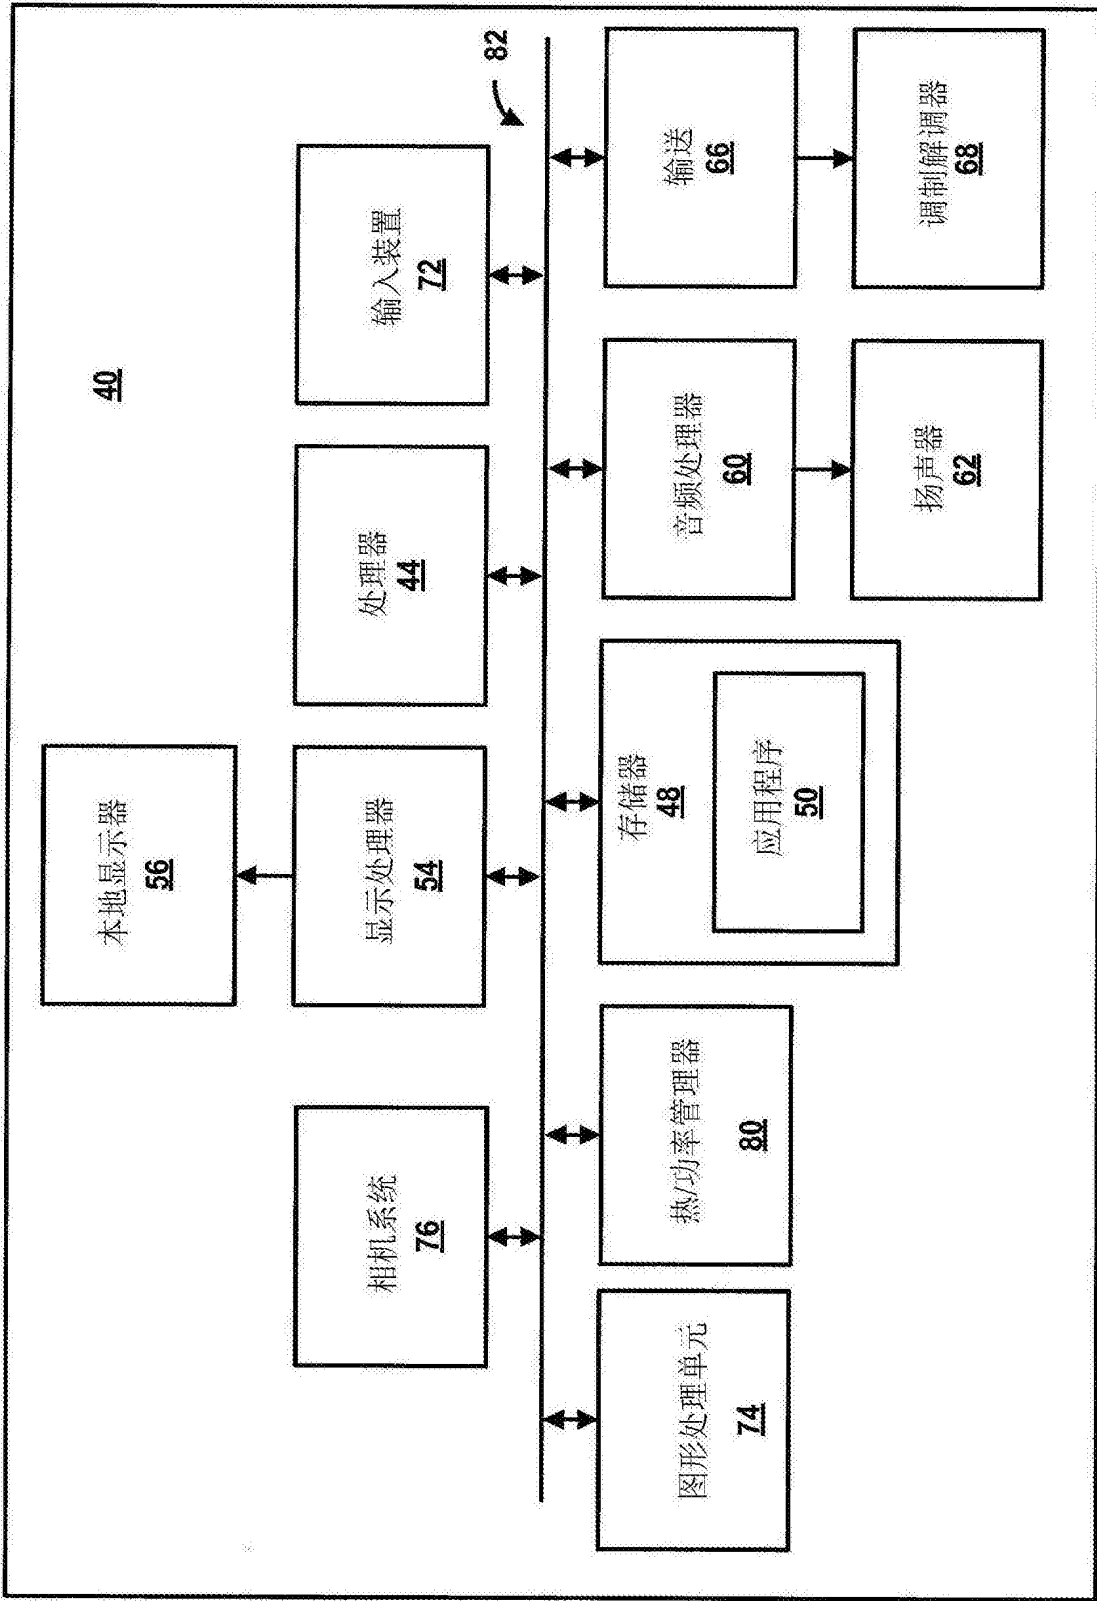 40
本地显示器
56
相机系统
76
显示处理器
54
处理器
44
输入装置
72
82
图形处理单元
74
热/功率管理器
80
存储器
48
应用程序
50
音频处理器
60
输送
66
扬声器
62
调制解调器
68